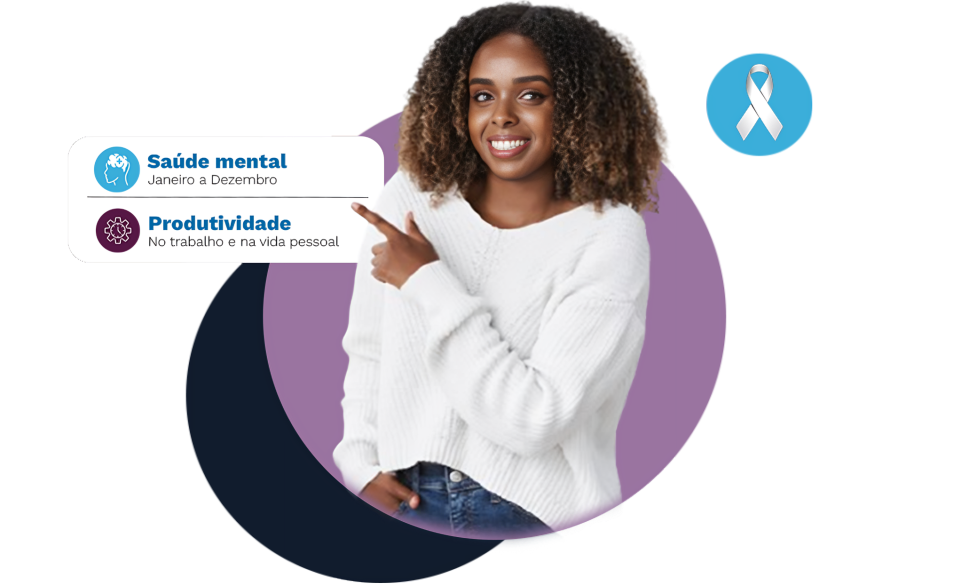 Saúde mental
Janeiro a Dezembro
Produtividade
No trabalho e na vida pessoal